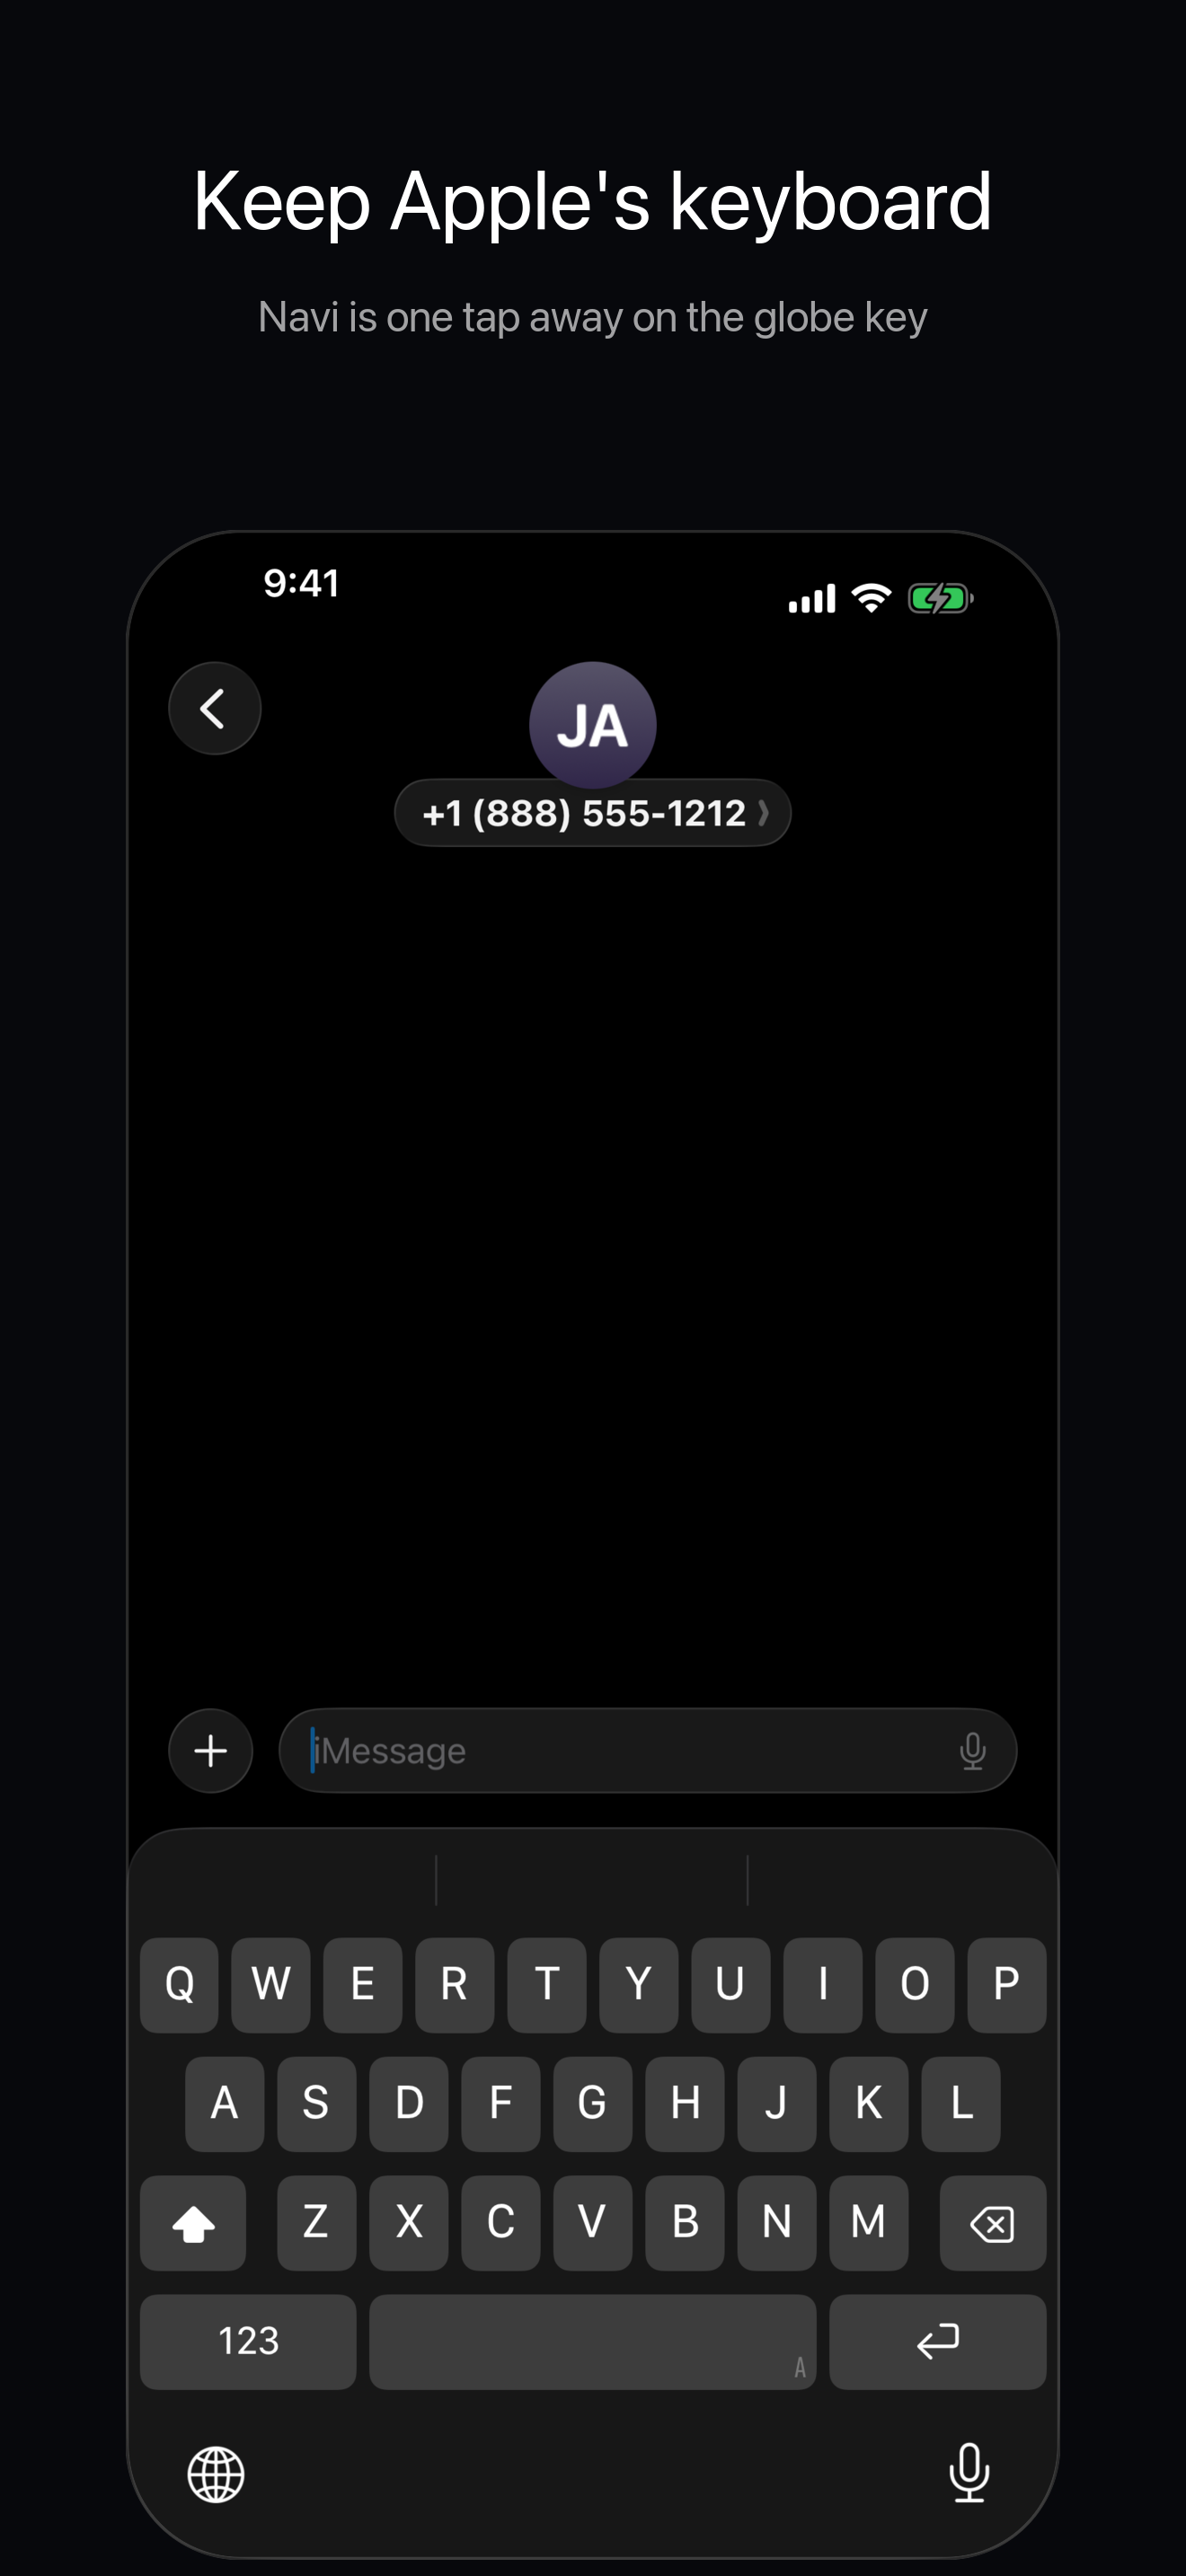 Keep Apple's keyboard
Navi is one tap away on the globe key
9:41
JA
+1 (888) 555-1212
iMessage
Q W E R T Y U I O P
A S D F G H J K L
Z X C V B N M
123
A